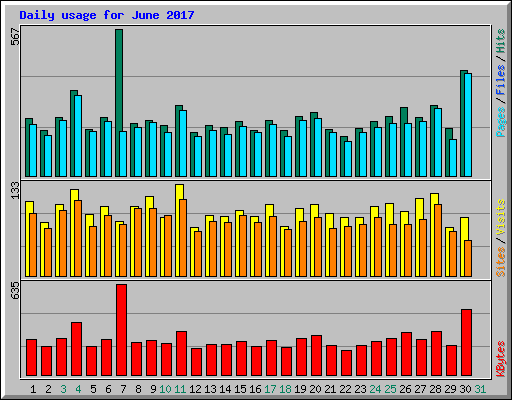 Daily usage for June 2017
567
Pages / Files / Hits
133
Sites / Visits
635
KBytes
1 2 3 4 5 6 7 8 9 10 11 12 13 14 15 16 17 18 19 20 21 22 23 24 25 26 27 28 29 30 31